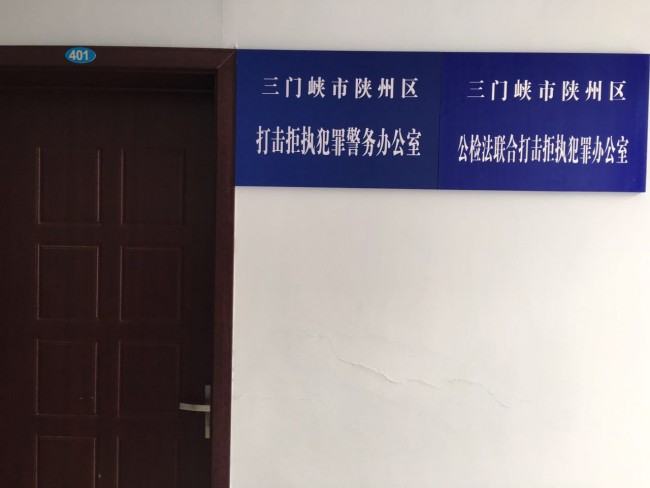 401
三门峡市陕州区
打击拒执犯罪警务办公室
三门峡市陕州区
公检法联合打击拒执犯罪办公室